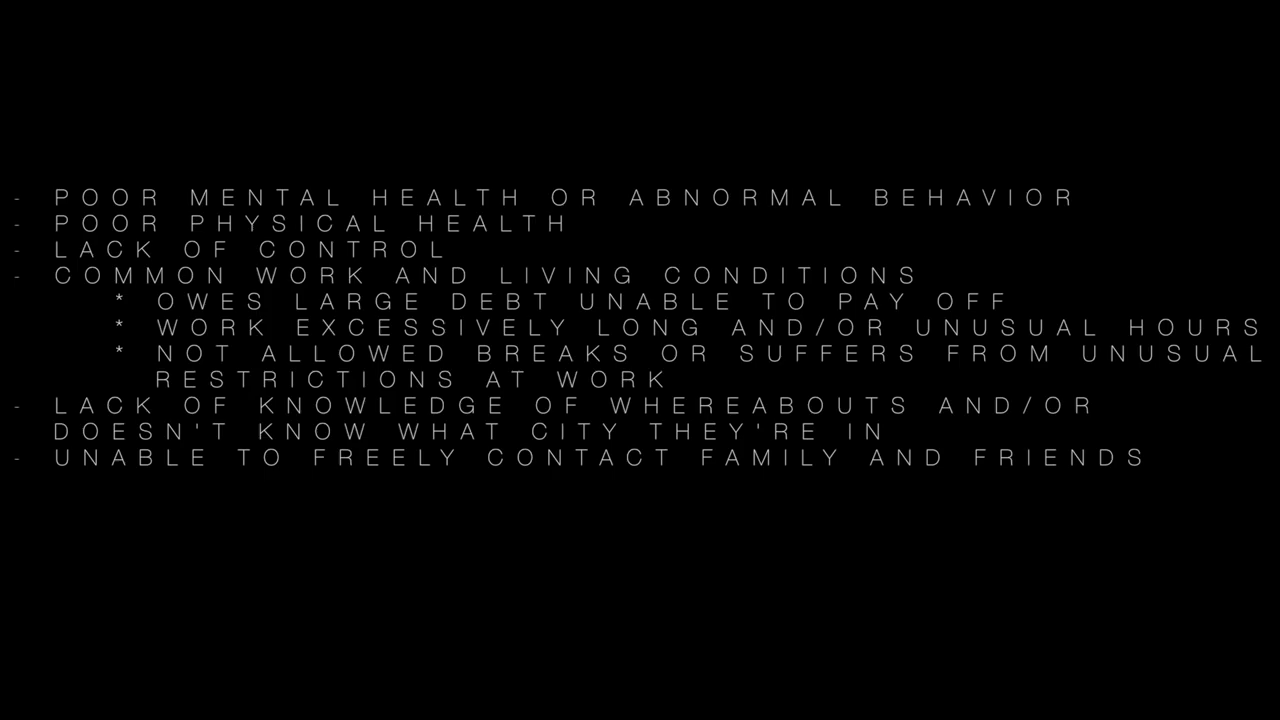 - POOR MENTAL HEALTH OR ABNORMAL BEHAVIOR
- POOR PHYSICAL HEALTH
- LACK OF CONTROL
- COMMON WORK AND LIVING CONDITIONS
* OWES LARGE DEBT UNABLE TO PAY OFF
* WORK EXCESSIVELY LONG AND/OR UNUSUAL HOURS
* NOT ALLOWED BREAKS OR SUFFERS FROM UNUSUAL
RESTRICTIONS AT WORK
- LACK OF KNOWLEDGE OF WHEREABOUTS AND/OR
DOESN'T KNOW WHAT CITY THEY'RE IN
- UNABLE TO FREELY CONTACT FAMILY AND FRIENDS